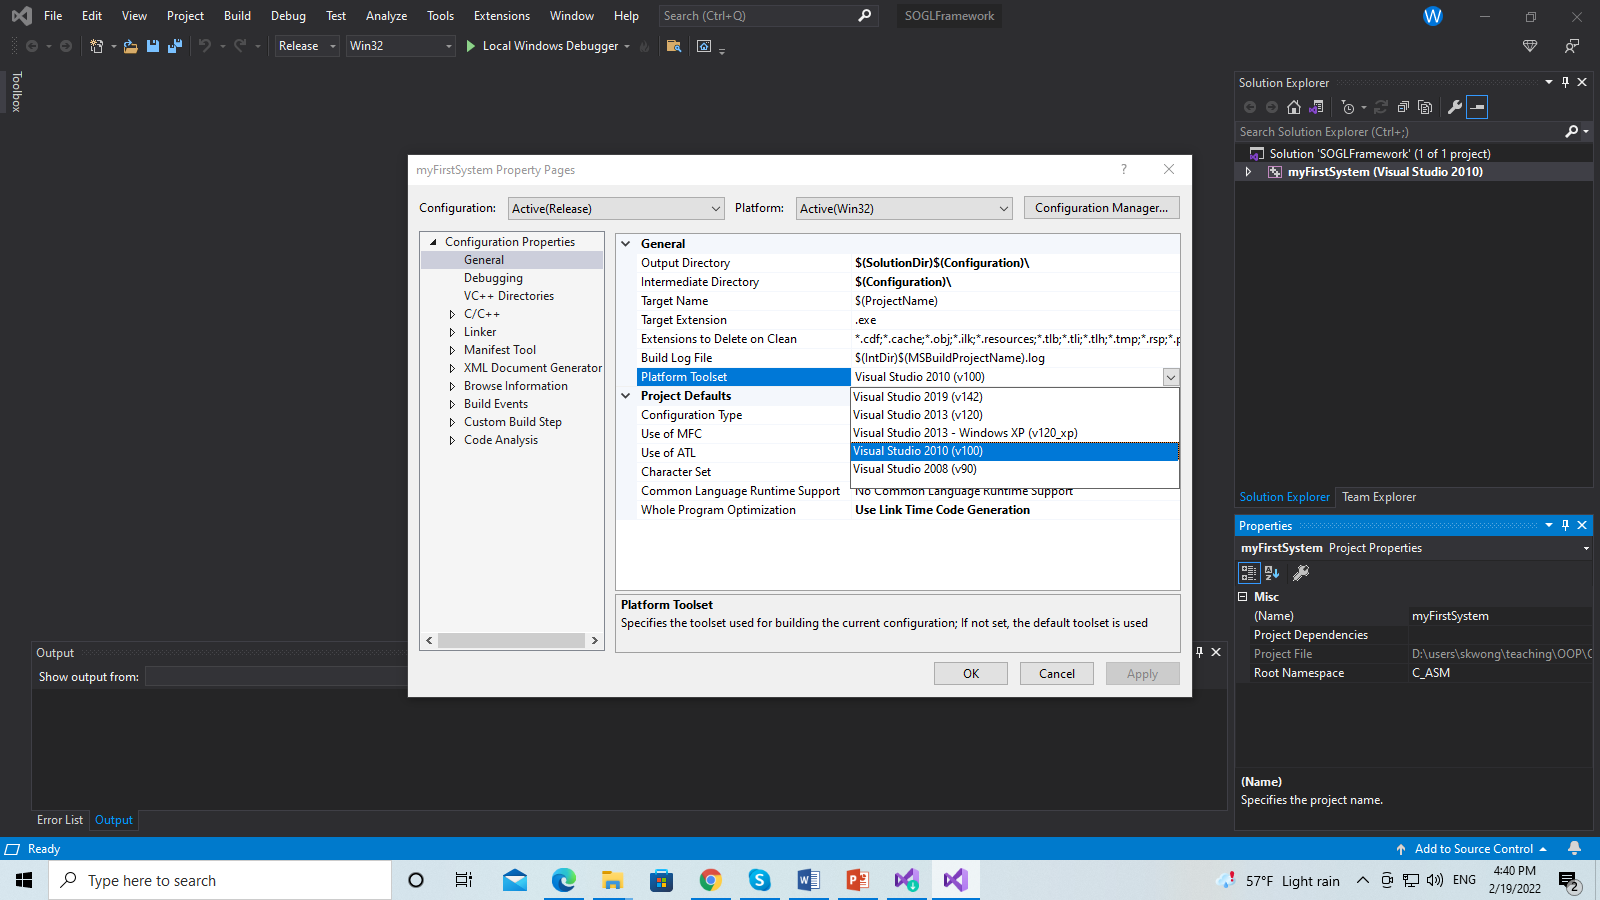 File Edit View Project Build Debug Test Analyze Tools Extensions Window Help Search (Ctrl+Q) SOGLFramework W
Release Win32 Local Windows Debugger
Toolbox
Solution Explorer
Search Solution Explorer (Ctrl+;)
Solution 'SOGLFramework' (1 of 1 project)
myFirstSystem (Visual Studio 2010)
myFirstSystem Property Pages ?
Configuration: Active(Release) Platform: Active(Win32) Configuration Manager...
Configuration Properties
General
Debugging
VC++ Directories
C/C++
Linker
Manifest Tool
XML Document Generator
Browse Information
Build Events
Custom Build Step
Code Analysis
General
Output Directory $(SolutionDir)$(Configuration)\
Intermediate Directory $(Configuration)\
Target Name $(ProjectName)
Target Extension .exe
Extensions to Delete on Clean *.cdf;*.cache;*.obj;*.ilk;*.resources;*.tlb;*.tli;*.tlh;*.tmp;*.rsp;*.p
Build Log File $(IntDir)$(MSBuildProjectName).log
Platform Toolset Visual Studio 2010 (v100)
Visual Studio 2019 (v142)
Visual Studio 2013 (v120)
Visual Studio 2013 - Windows XP (v120_xp)
Visual Studio 2010 (v100)
Visual Studio 2008 (v90)
Project Defaults
Configuration Type
Use of MFC
Use of ATL
Character Set
Common Language Runtime Support No Common Language Runtime Support
Whole Program Optimization Use Link Time Code Generation
Platform Toolset
Specifies the toolset used for building the current configuration; If not set, the default toolset is used
OK Cancel Apply
Solution Explorer Team Explorer
Properties
myFirstSystem Project Properties
Misc
(Name) myFirstSystem
Project Dependencies
Project File D:\users\skwong\teaching\OOP\C
Root Namespace C_ASM
(Name)
Specifies the project name.
Output
Show output from:
Error List Output
Ready Add to Source Control
Type here to search 57°F Light rain ENG 4:40 PM
2/19/2022 2